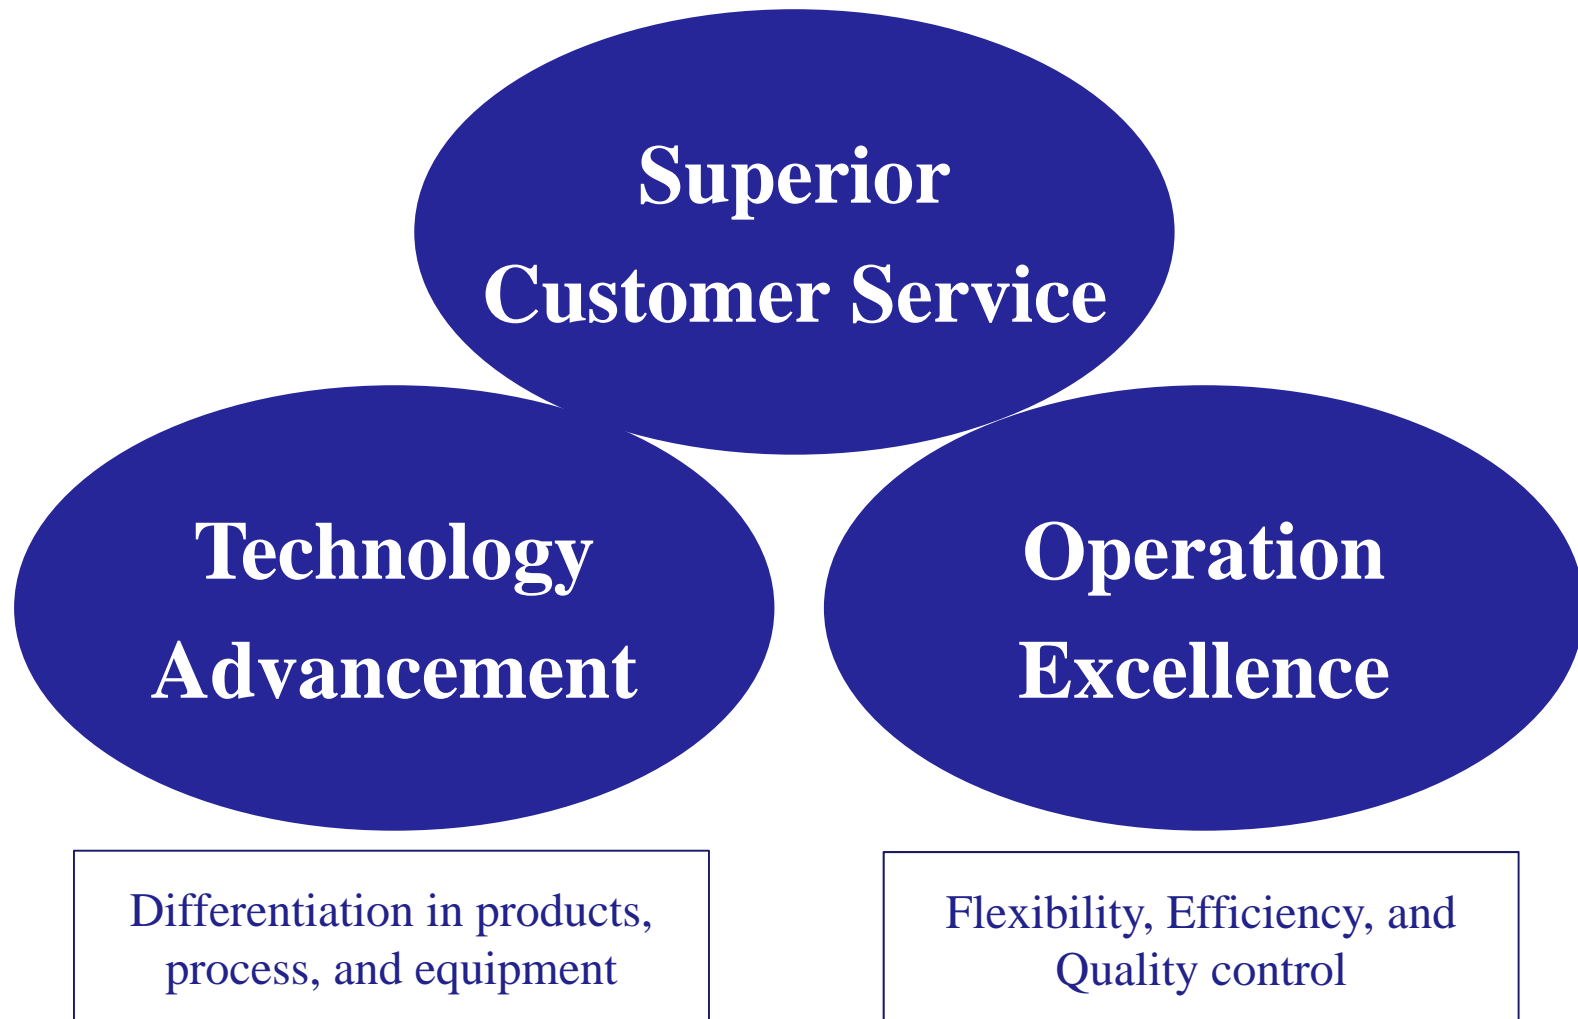 Superior
Customer Service
Technology
Advancement
Operation
Excellence
Differentiation in products,
process, and equipment
Flexibility, Efficiency, and
Quality control